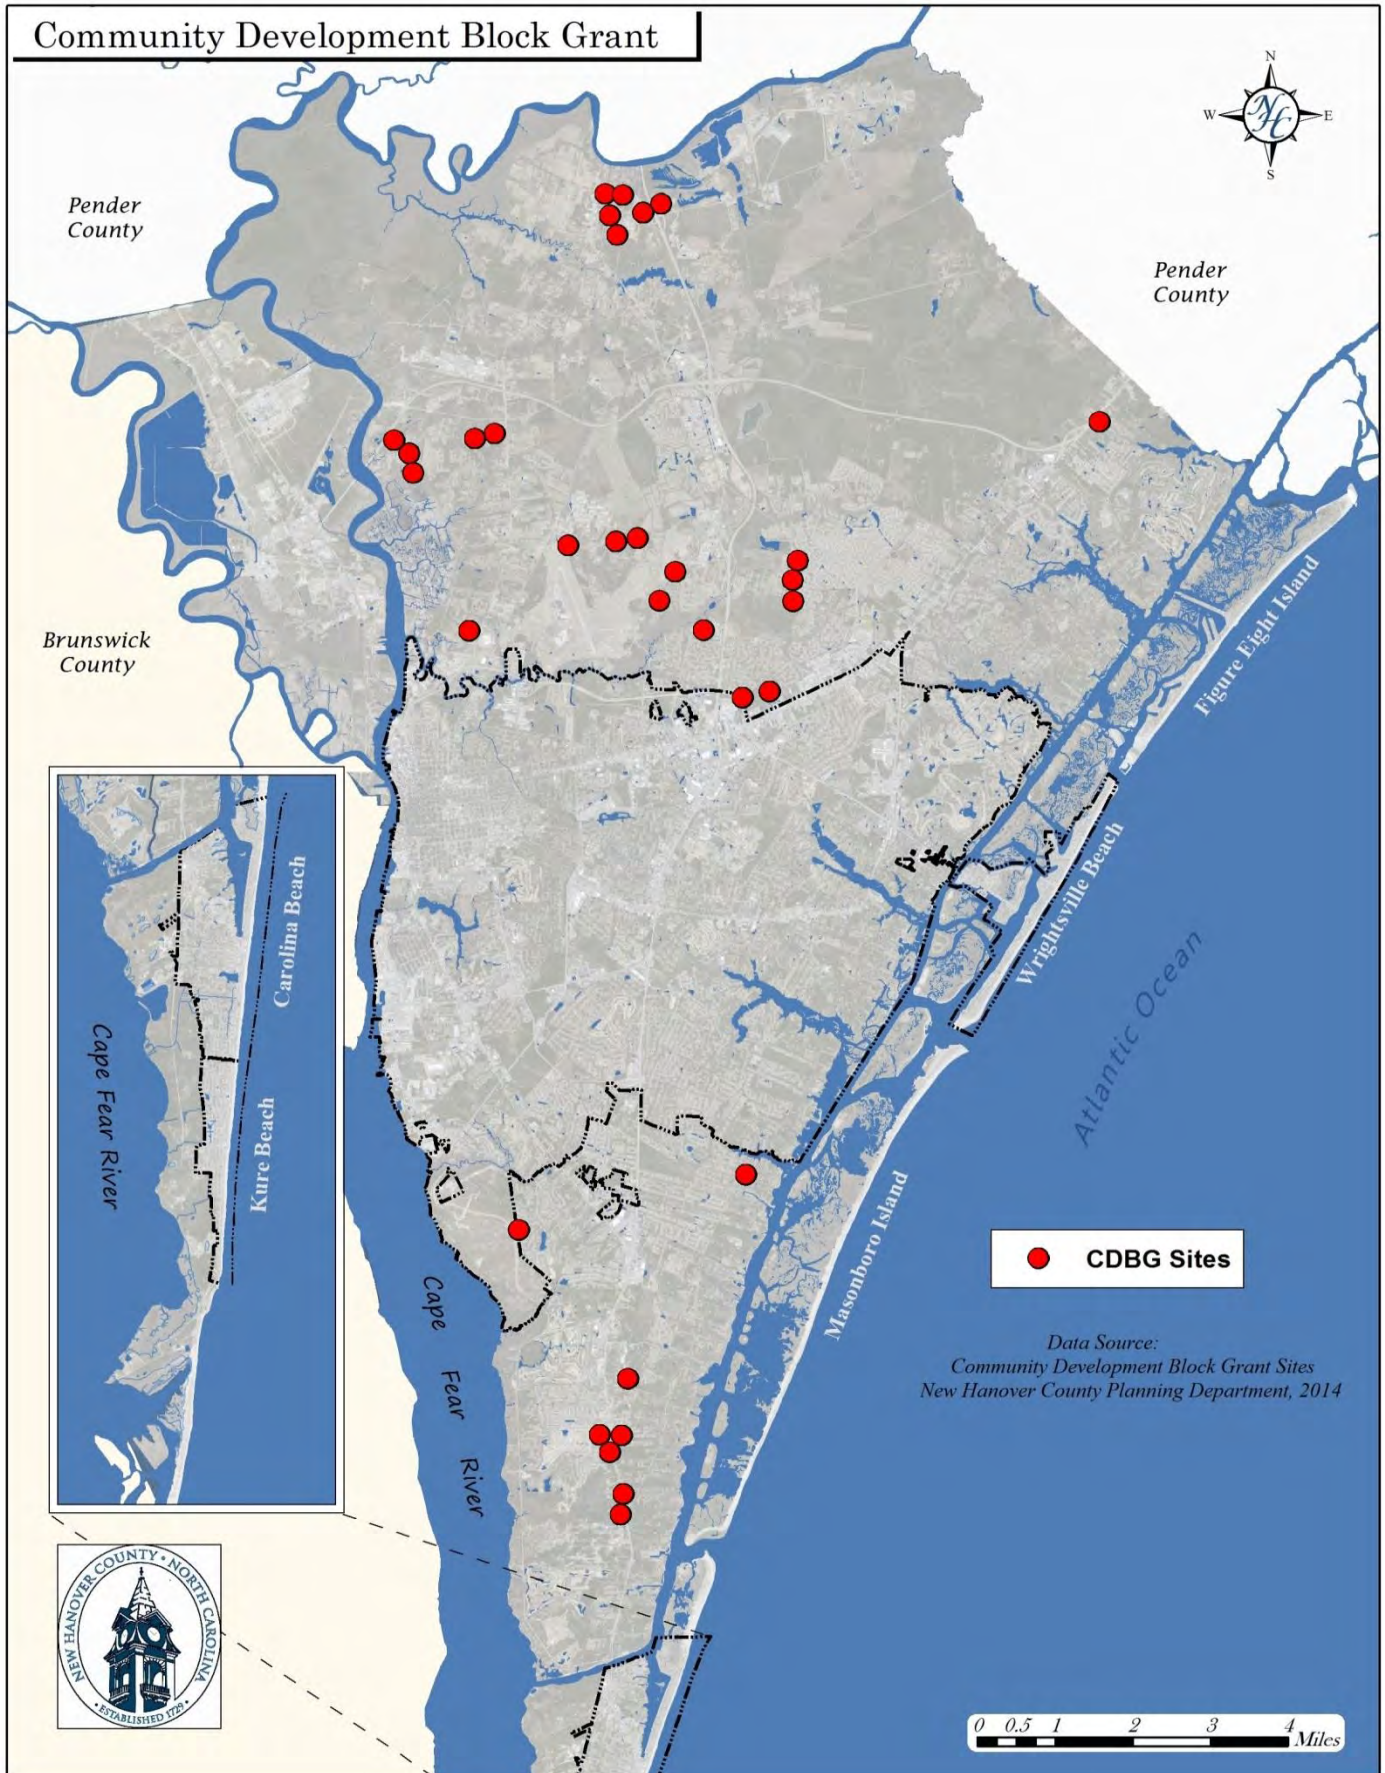 Community Development Block Grant
N
W
NH
C
E
S
Pender
County
Pender
County
Brunswick
County
Figure Eight Island
Wrightsville Beach
Carolina Beach
Atlantic Ocean
Cape Fear River
Kure Beach
Masonboro Island
CDBG Sites
Cape
Fear
River
Data Source:
Community Development Block Grant Sites
New Hanover County Planning Department, 2014
NEW HANOVER COUNTY • NORTH CAROLINA
• ESTABLISHED 1729 •
0 0.5 1 2 3 4
Miles